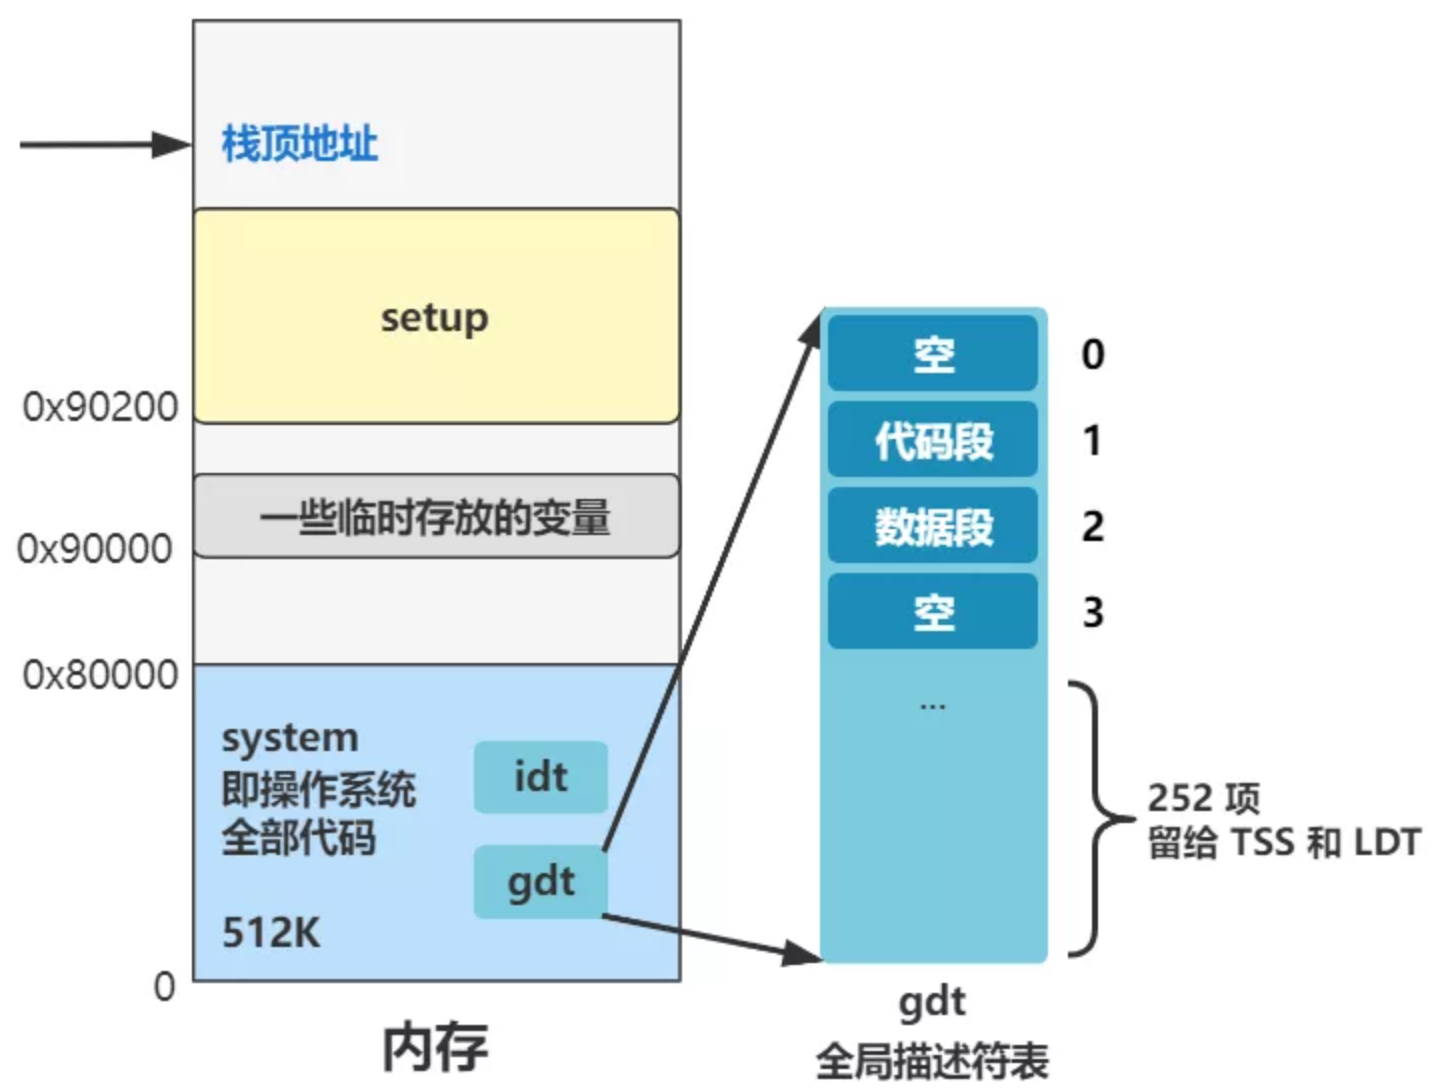 栈顶地址
setup
0x90200
一些临时存放的变量
0x90000
0x80000
system
即操作系统
全部代码
512K
idt
gdt
0
内存
空 0
代码段 1
数据段 2
空 3
...
252 项
留给 TSS 和 LDT
gdt
全局描述符表